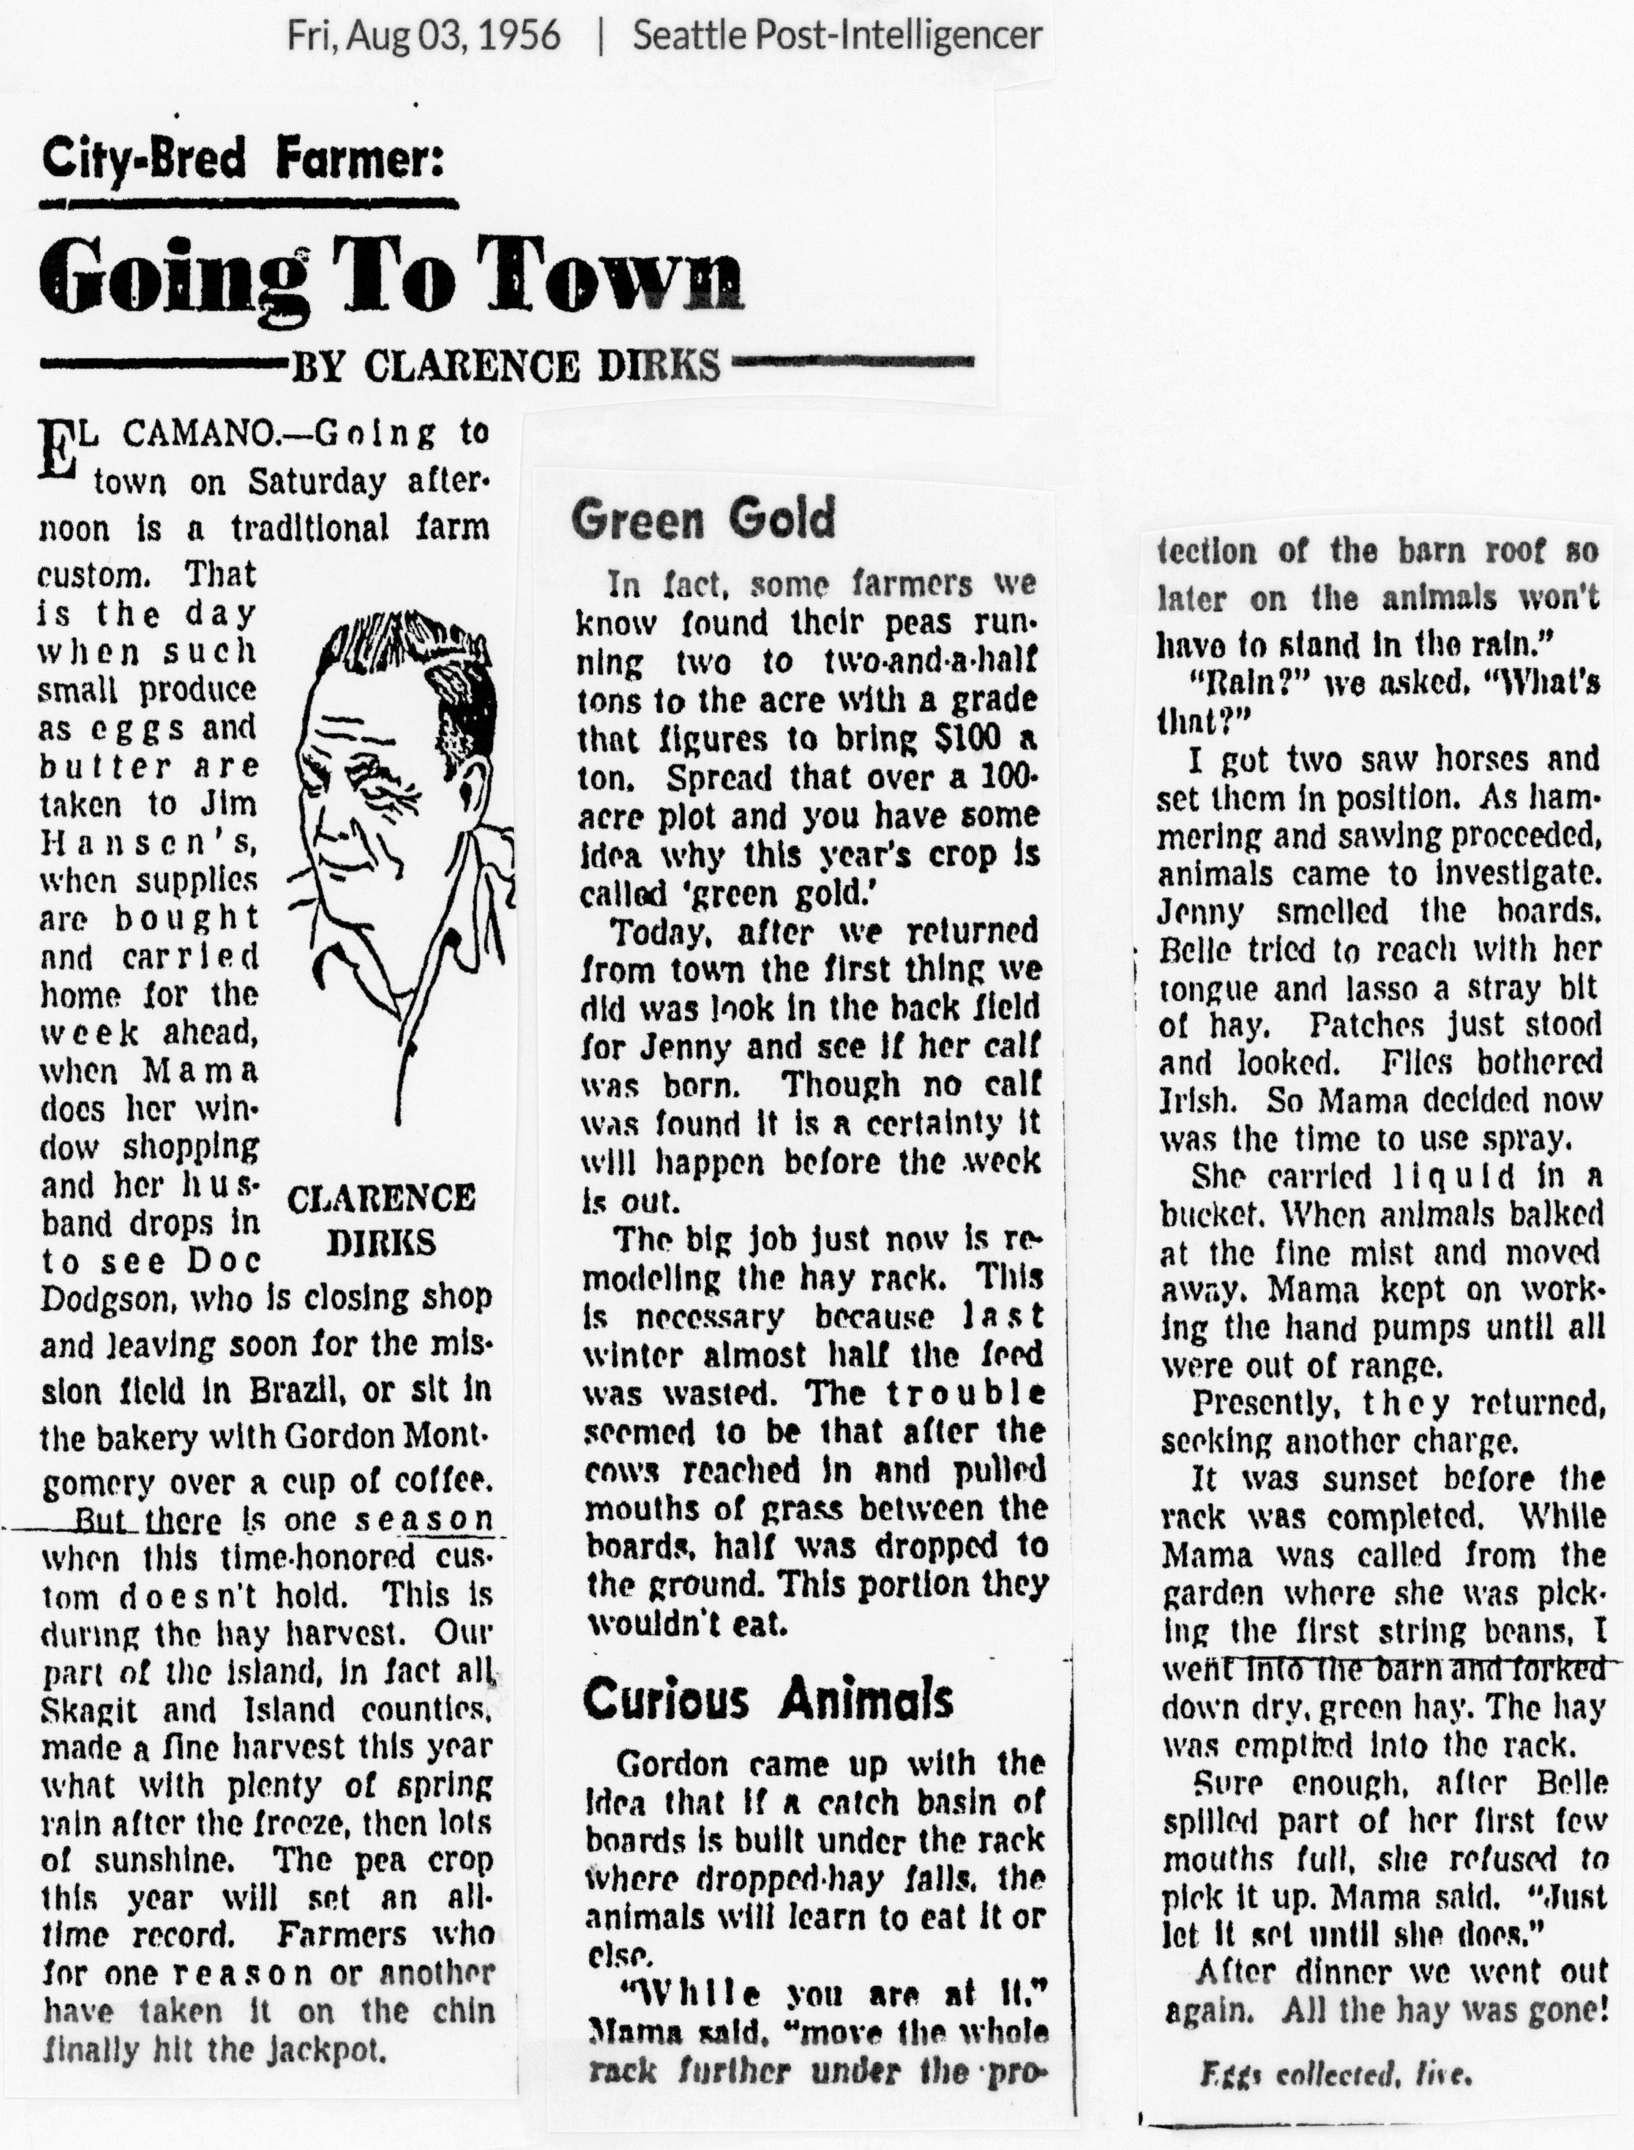 Fri, Aug 03, 1956 | Seattle Post-Intelligencer
City-Bred Farmer:
Going To Town
BY CLARENCE DIRKS
EL CAMANO.—Going to
town on Saturday after-
noon is a traditional farm
custom. That
is the day
when such
small produce
as eggs and
butter are
taken to Jim
Hansen's,
when supplies
are bought
and carried
home for the
week ahead,
when Mama
does her win-
dow shopping
and her hus-
band drops in
to see Doc
Dodgson, who is closing shop
and leaving soon for the mis-
sion field in Brazil, or sit in
the bakery with Gordon Mont-
gomery over a cup of coffee.
CLARENCE
DIRKS
But there is one season
when this time-honored cus-
tom doesn't hold. This is
during the hay harvest. Our
part of the island, in fact all
Skagit and Island counties,
made a fine harvest this year
what with plenty of spring
rain after the freeze, then lots
of sunshine. The pea crop
this year will set an all-
time record. Farmers who
for one reason or another
have taken it on the chin
finally hit the jackpot.
Green Gold
In fact, some farmers we
know found their peas run-
ning two to two-and-a-half
tons to the acre with a grade
that figures to bring $100 a
ton. Spread that over a 100-
acre plot and you have some
idea why this year's crop is
called 'green gold.'
Today, after we returned
from town the first thing we
did was look in the back field
for Jenny and see if her calf
was born. Though no calf
was found it is a certainty it
will happen before the week
is out.
The big job just now is re-
modeling the hay rack. This
is necessary because last
winter almost half the feed
was wasted. The trouble
seemed to be that after the
cows reached in and pulled
mouths of grass between the
boards, half was dropped to
the ground. This portion they
wouldn't eat.
Curious Animals
Gordon came up with the
idea that if a catch basin of
boards is built under the rack
where dropped hay falls, the
animals will learn to eat it or
else.
"While you are at it,"
Mama said, "move the whole
rack further under the pro-
tection of the barn roof so
later on the animals won't
have to stand in the rain."
"Rain?" we asked, "What's
that?"
I got two saw horses and
set them in position. As ham-
mering and sawing proceeded,
animals came to investigate.
Jenny smelled the boards.
Belle tried to reach with her
tongue and lasso a stray bit
of hay. Patches just stood
and looked. Flies bothered
Irish. So Mama decided now
was the time to use spray.
She carried liquid in a
bucket. When animals balked
at the fine mist and moved
away, Mama kept on work-
ing the hand pumps until all
were out of range.
Presently, they returned,
seeking another charge.
It was sunset before the
rack was completed. While
Mama was called from the
garden where she was pick-
ing the first string beans, I
went into the barn and forked
down dry, green hay. The hay
was emptied into the rack.
Sure enough, after Belle
spilled part of her first few
mouths full, she refused to
pick it up. Mama said, "Just
let it set until she does."
After dinner we went out
again. All the hay was gone!
Eggs collected, five.